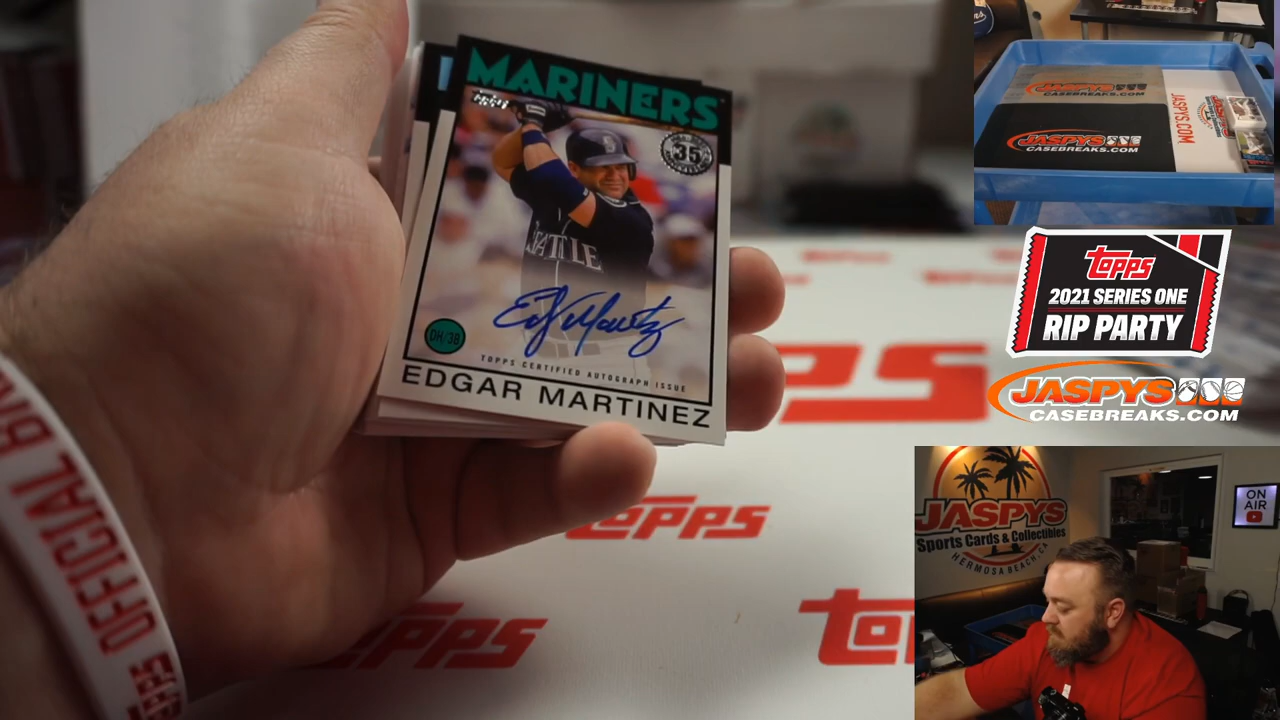 MARINERS
topps
35
SEATTLE
DH/3B
TOPPS CERTIFIED AUTOGRAPH ISSUE
EDGAR MARTINEZ
OFFICIAL
TOPPS
TOPPS
JASPYS
CASEBREAKS.COM
JASPYS.COM
topps
2021 SERIES ONE
RIP PARTY
JASPYS
CASEBREAKS.COM
JASPYS
Sports Cards & Collectibles
HERMOSA BEACH, CA
ON
AIR